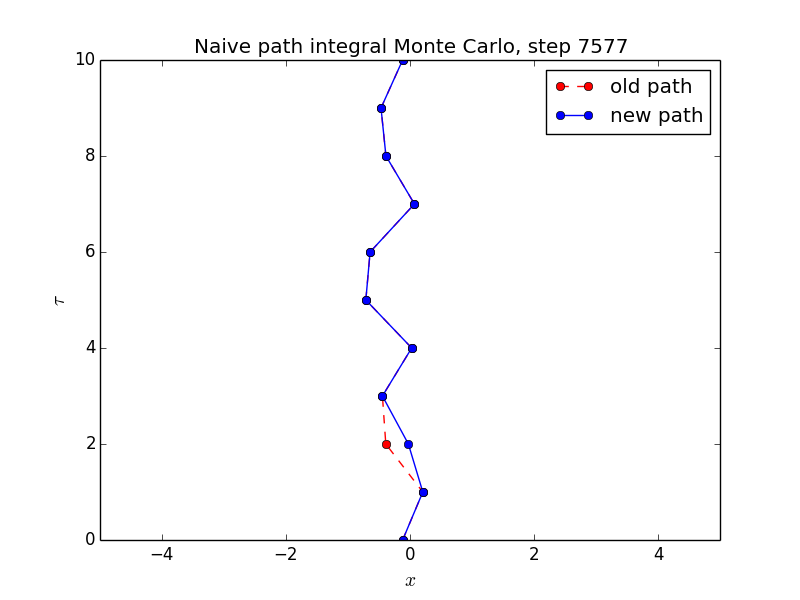 Naive path integral Monte Carlo, step 7577
old path
new path
10
8
6
4
2
0
τ
−4 −2 0 2 4
x